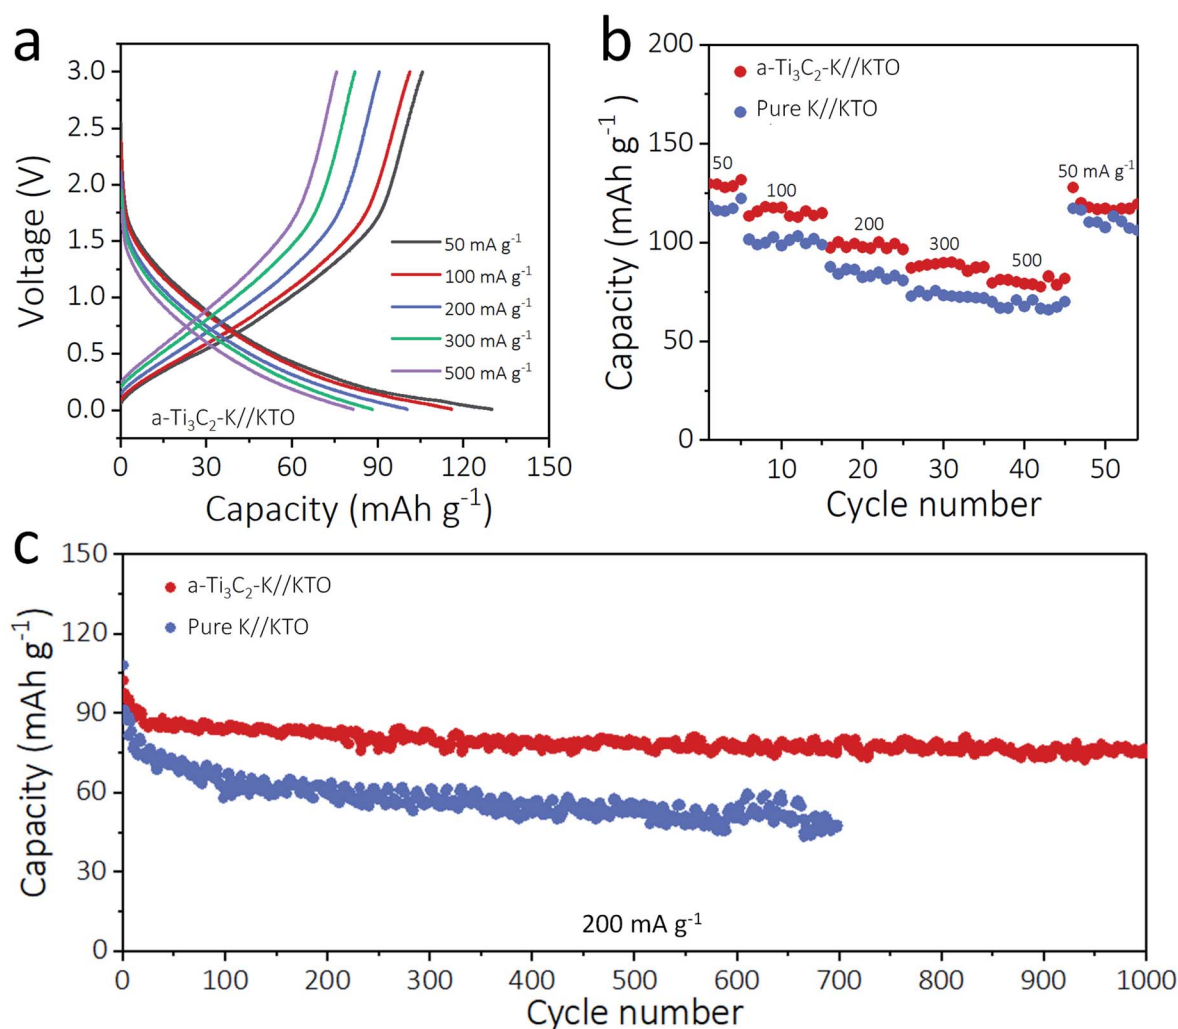 a
Voltage (V)
3.0
2.5
2.0
1.5
1.0
0.5
0.0
50 mA g⁻¹
100 mA g⁻¹
200 mA g⁻¹
300 mA g⁻¹
500 mA g⁻¹
a-Ti₃C₂-K//KTO
0 30 60 90 120 150
Capacity (mAh g⁻¹)
b
Capacity (mAh g⁻¹)
200
150
100
50
0
a-Ti₃C₂-K//KTO
Pure K//KTO
50
100
200
300
500
50 mA g⁻¹
10 20 30 40 50
Cycle number
c
Capacity (mAh g⁻¹)
150
120
90
60
30
0
a-Ti₃C₂-K//KTO
Pure K//KTO
200 mA g⁻¹
0 100 200 300 400 500 600 700 800 900 1000
Cycle number